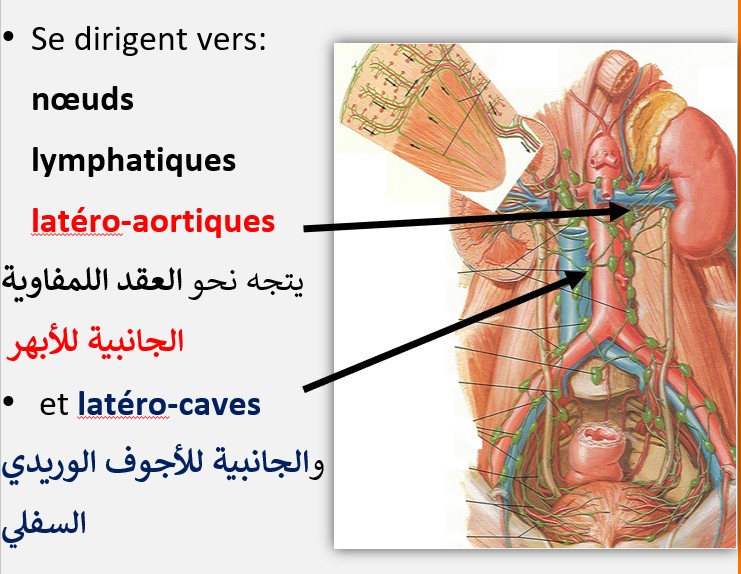 • Se dirigent vers:
nœuds
lymphatiques
latéro-aortiques
يتجه نحو العقد اللمفاوية
الجانبية للأبهر
• et latéro-caves
والجانبية للأجوف الوريدي
السفلي